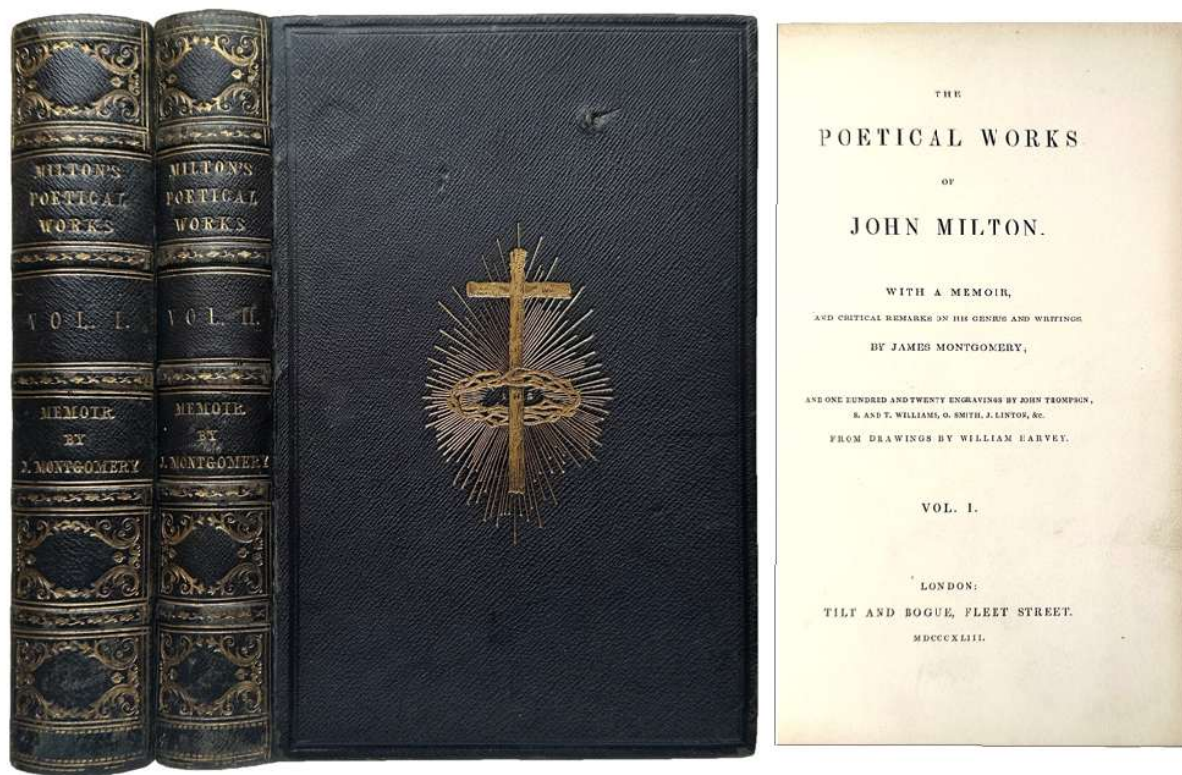 MILTON'S
POETICAL
WORKS
VOL. I.
MEMOIR
BY
J. MONTGOMERY
MILTON'S
POETICAL
WORKS
VOL. II.
MEMOIR
BY
J. MONTGOMERY
THE
POETICAL WORKS
OF
JOHN MILTON.
WITH A MEMOIR,
AND CRITICAL REMARKS ON HIS GENIUS AND WRITINGS,
BY JAMES MONTGOMERY;
AND ONE HUNDRED AND TWENTY ENGRAVINGS BY JOHN THOMPSON,
S. AND T. WILLIAMS, O. SMITH, J. LINTON, &c.
FROM DRAWINGS BY WILLIAM HARVEY.
VOL. I.
LONDON:
TILT AND BOGUE, FLEET STREET.
MDCCCXLIII.